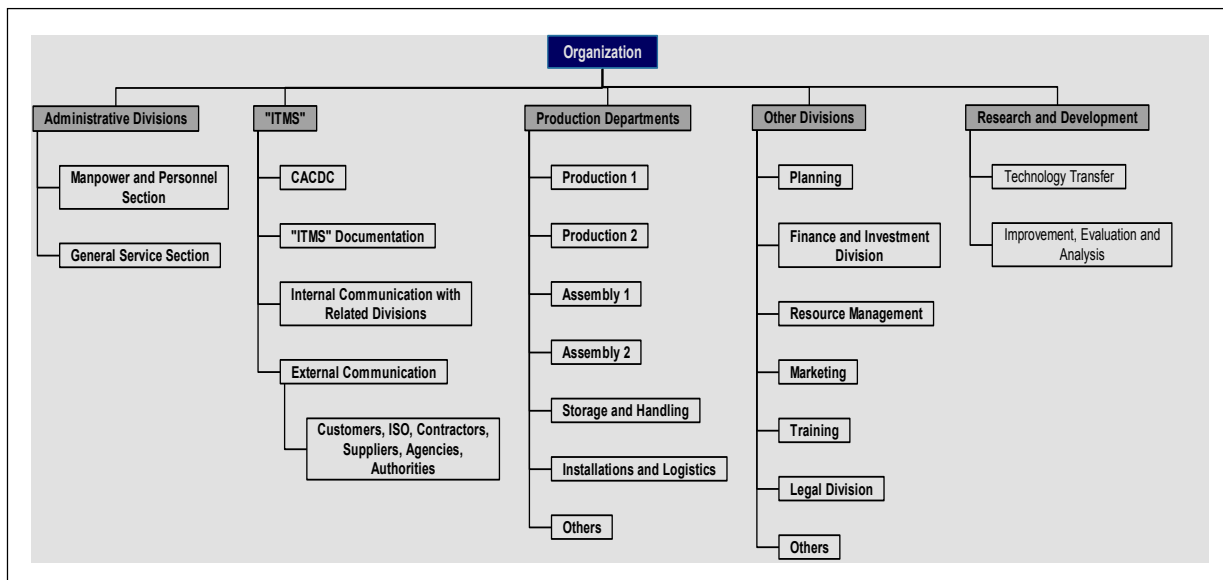 Organization
Administrative Divisions
Manpower and Personnel
Section
General Service Section
"ITMS"
CACDC
"ITMS" Documentation
Internal Communication with
Related Divisions
External Communication
Customers, ISO, Contractors,
Suppliers, Agencies,
Authorities
Production Departments
Production 1
Production 2
Assembly 1
Assembly 2
Storage and Handling
Installations and Logistics
Others
Other Divisions
Planning
Finance and Investment
Division
Resource Management
Marketing
Training
Legal Division
Others
Research and Development
Technology Transfer
Improvement, Evaluation and
Analysis